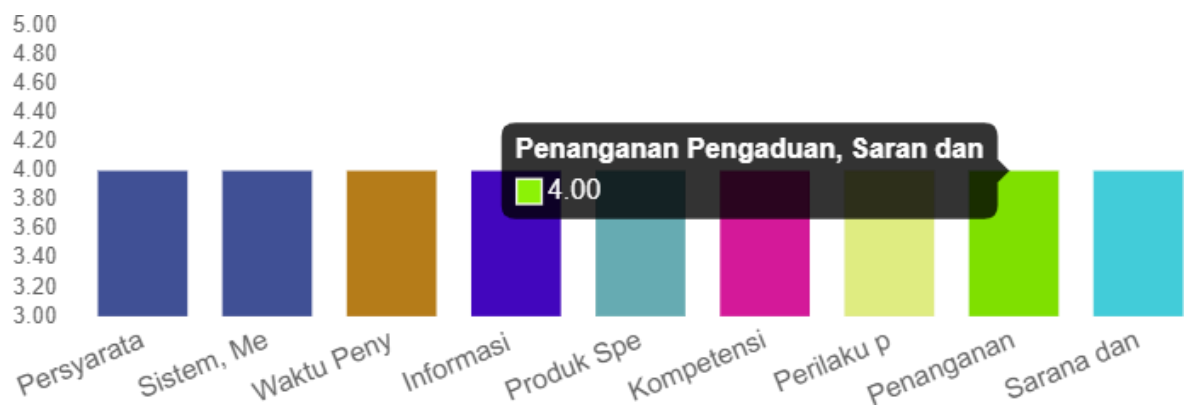 5.00
4.80
4.60
4.40
4.20
4.00
3.80
3.60
3.40
3.20
3.00
Penanganan Pengaduan, Saran dan
4.00
Persyarata
Sistem, Me
Waktu Peny
Informasi
Produk Spe
Kompetensi
Perilaku p
Penanganan
Sarana dan